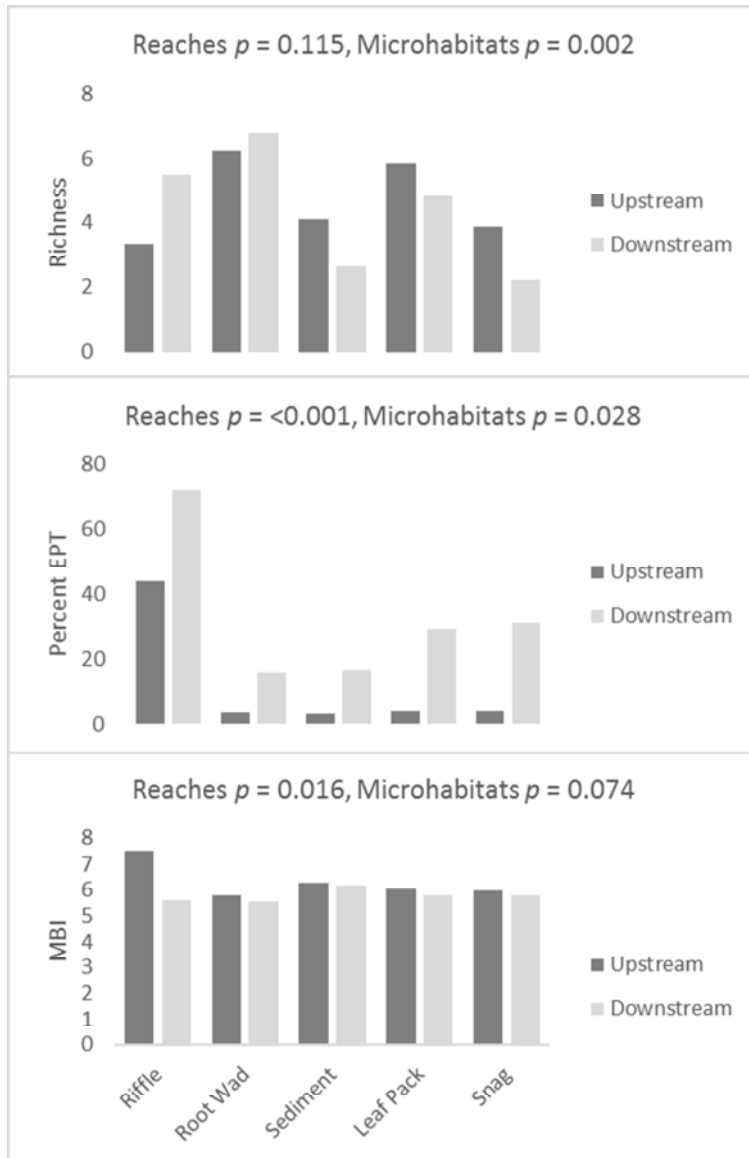 Reaches p = 0.115, Microhabitats p = 0.002
8
6
4
2
0
Richness
Upstream
Downstream
Reaches p = <0.001, Microhabitats p = 0.028
80
60
40
20
0
Percent EPT
Upstream
Downstream
Reaches p = 0.016, Microhabitats p = 0.074
8
7
6
5
4
3
2
1
0
MBI
Upstream
Downstream
Riffle
Root Wad
Sediment
Leaf Pack
Snag